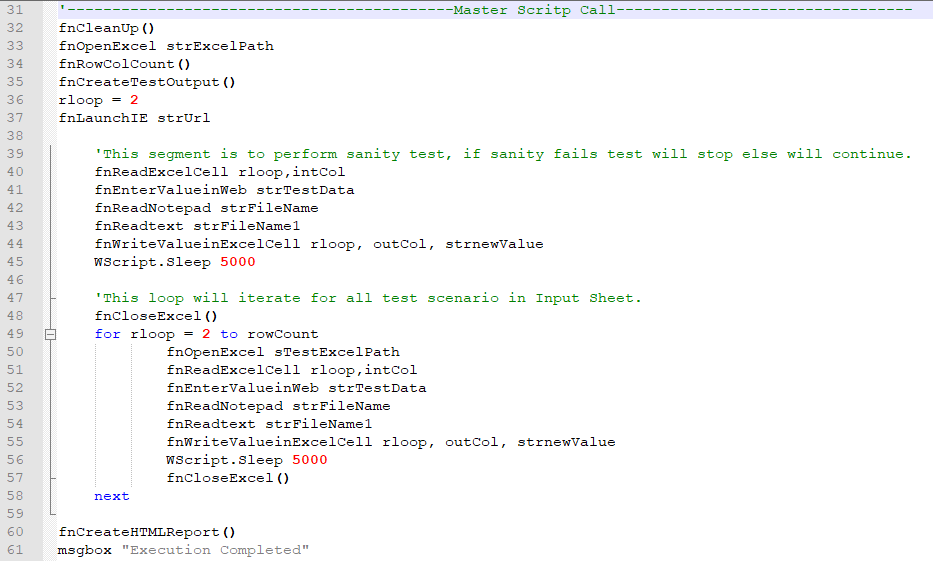 31 '-------------------------------------------Master Scritp Call---------------------------------
32 fnCleanUp()
33 fnOpenExcel strExcelPath
34 fnRowColCount()
35 fnCreateTestOutput()
36 rloop = 2
37 fnLaunchIE strUrl
38
39 'This segment is to perform sanity test, if sanity fails test will stop else will continue.
40 fnReadExcelCell rloop,intCol
41 fnEnterValueinWeb strTestData
42 fnReadNotepad strFileName
43 fnReadtext strFileName1
44 fnWriteValueinExcelCell rloop, outCol, strnewValue
45 WScript.Sleep 5000
46
47 'This loop will iterate for all test scenario in Input Sheet.
48 fnCloseExcel()
49 for rloop = 2 to rowCount
50 fnOpenExcel sTestExcelPath
51 fnReadExcelCell rloop,intCol
52 fnEnterValueinWeb strTestData
53 fnReadNotepad strFileName
54 fnReadtext strFileName1
55 fnWriteValueinExcelCell rloop, outCol, strnewValue
56 WScript.Sleep 5000
57 fnCloseExcel()
58 next
59
60 fnCreateHTMLReport()
61 msgbox "Execution Completed"